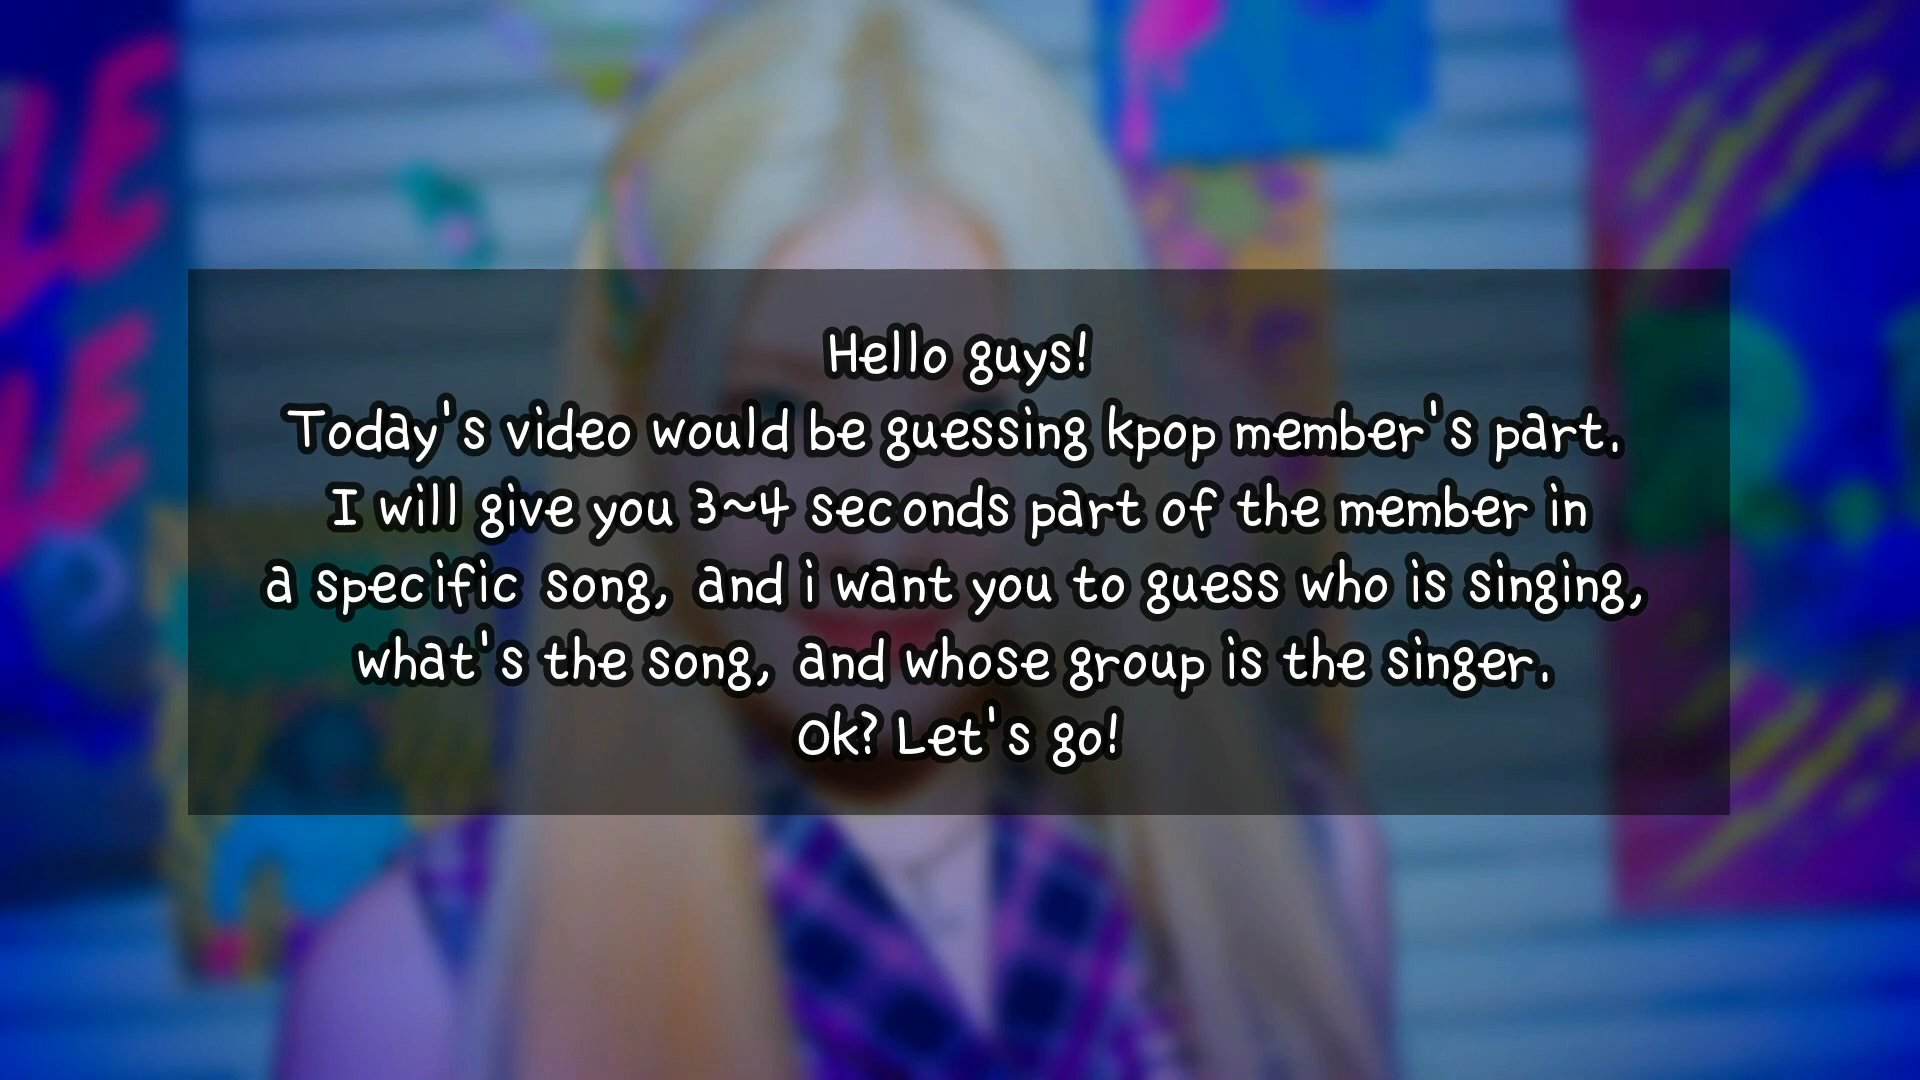 Hello guys!
Today's video would be guessing kpop member's part.
I will give you 3~4 seconds part of the member in
a specific song, and i want you to guess who is singing,
what's the song, and whose group is the singer.
Ok? Let's go!